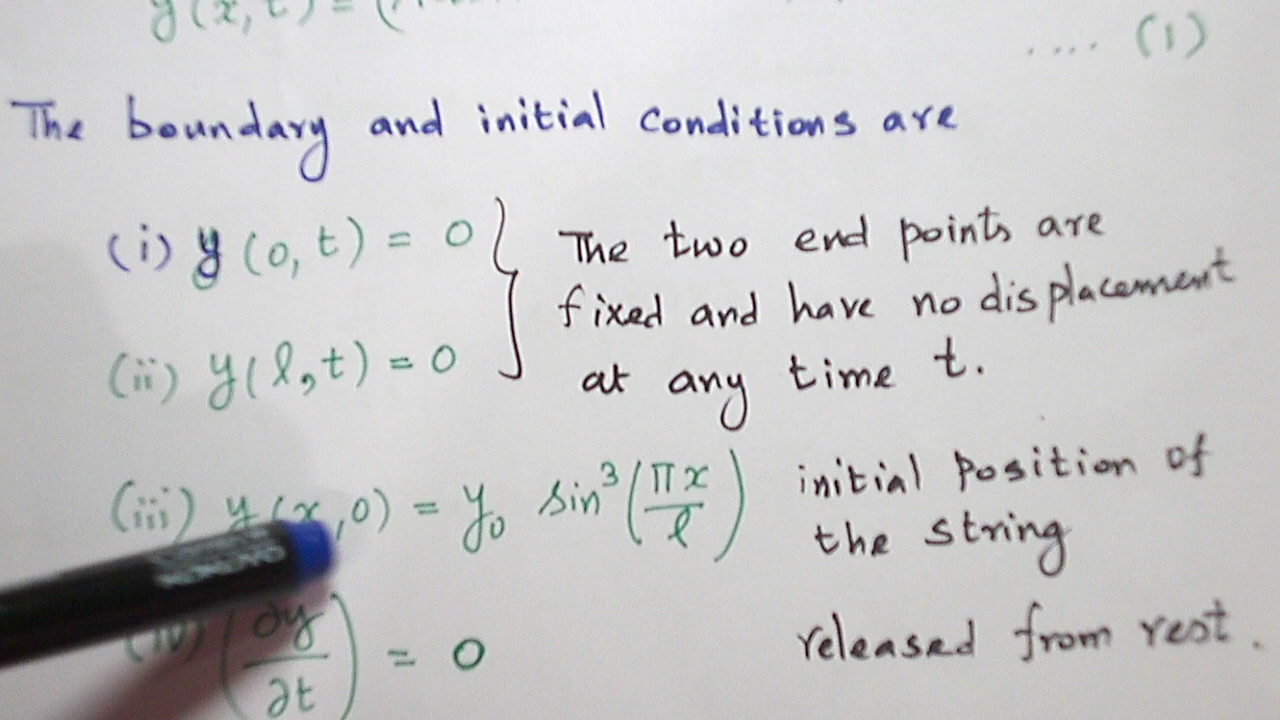 y(x,t) = (
.... (1)
The boundary and initial conditions are
(i) y(0,t) = 0
The two end points are
fixed and have no displacement
(ii) y(l,t) = 0
at any time t.
(iii) y(x,0) = y₀ sin³(πx/l)
initial position of
the string
(iv) (∂y/∂t) = 0
released from rest.